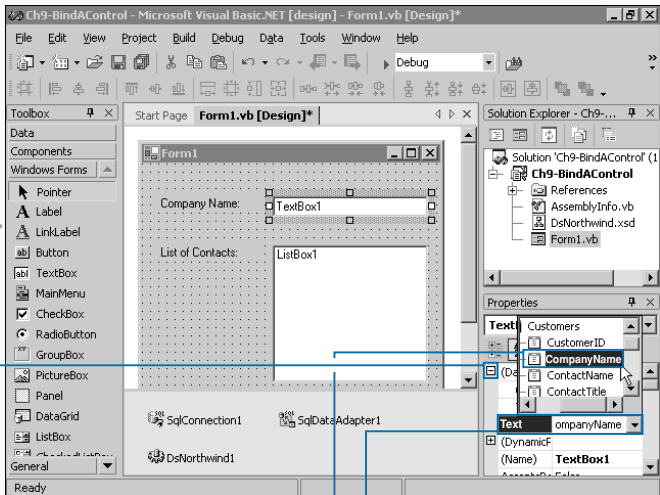 Ch9-BindAControl - Microsoft Visual Basic.NET [design] - Form1.vb [Design]*
File Edit View Project Build Debug Data Tools Window Help
Debug
Toolbox
Start Page Form1.vb [Design]*
Solution Explorer - Ch9-...
Data
Components
Windows Forms
Pointer
Label
LinkLabel
Button
TextBox
MainMenu
CheckBox
RadioButton
GroupBox
PictureBox
Panel
DataGrid
ListBox
CheckedListBox
General
Form1
Company Name:
TextBox1
List of Contacts:
ListBox1
SqlConnection1
SqlDataAdapter1
DsNorthwind1
Solution 'Ch9-BindAControl' (1
Ch9-BindAControl
References
AssemblyInfo.vb
DsNorthwind.xsd
Form1.vb
Properties
Text
Customers
CustomerID
CompanyName
ContactName
ContactTitle
(Da
Text ompanyName
(DynamicF
(Name) TextBox1
Ready